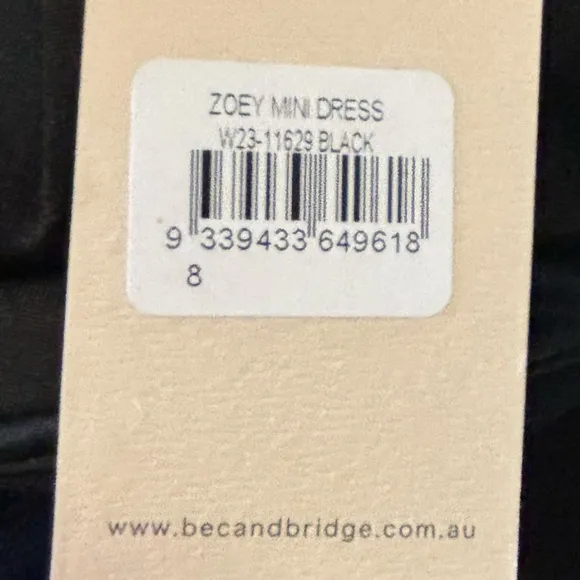 ZOEY MINI DRESS
W23-11629 BLACK
9 339433 649618
8
www.becandbridge.com.au